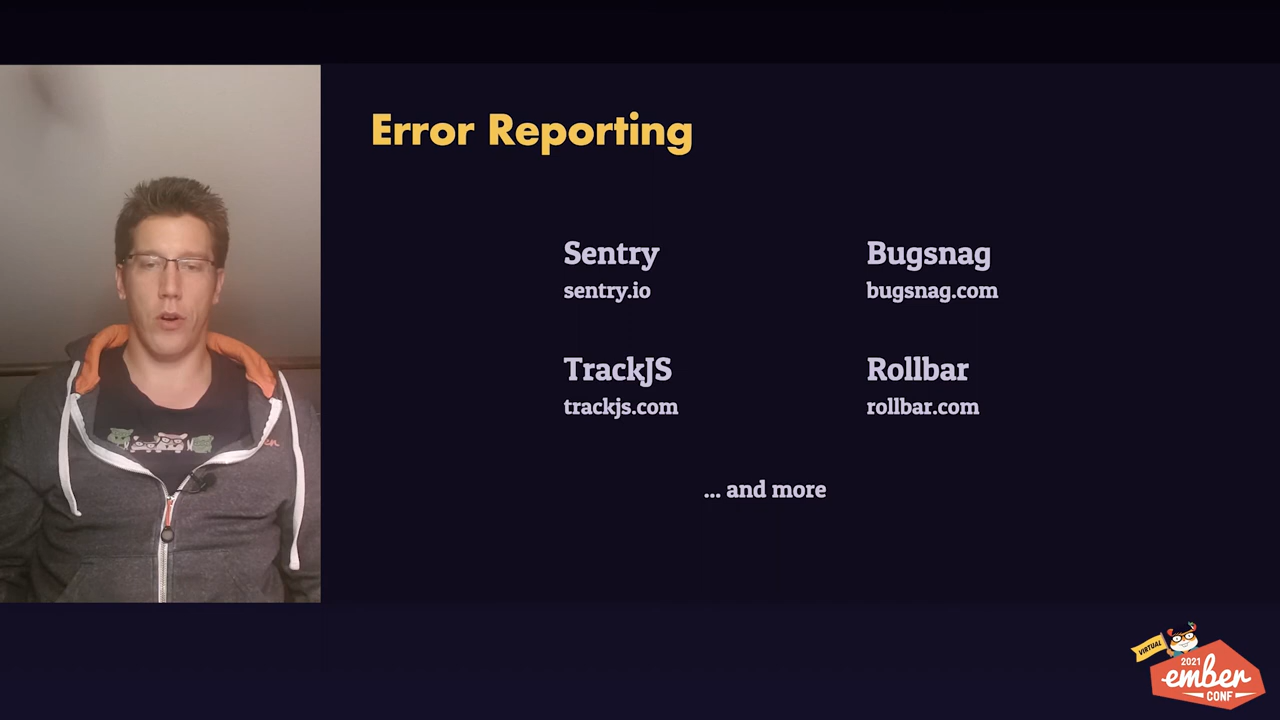 Error Reporting
Sentry
sentry.io
Bugsnag
bugsnag.com
TrackJS
trackjs.com
Rollbar
rollbar.com
... and more
VIRTUAL
2021
ember
CONF